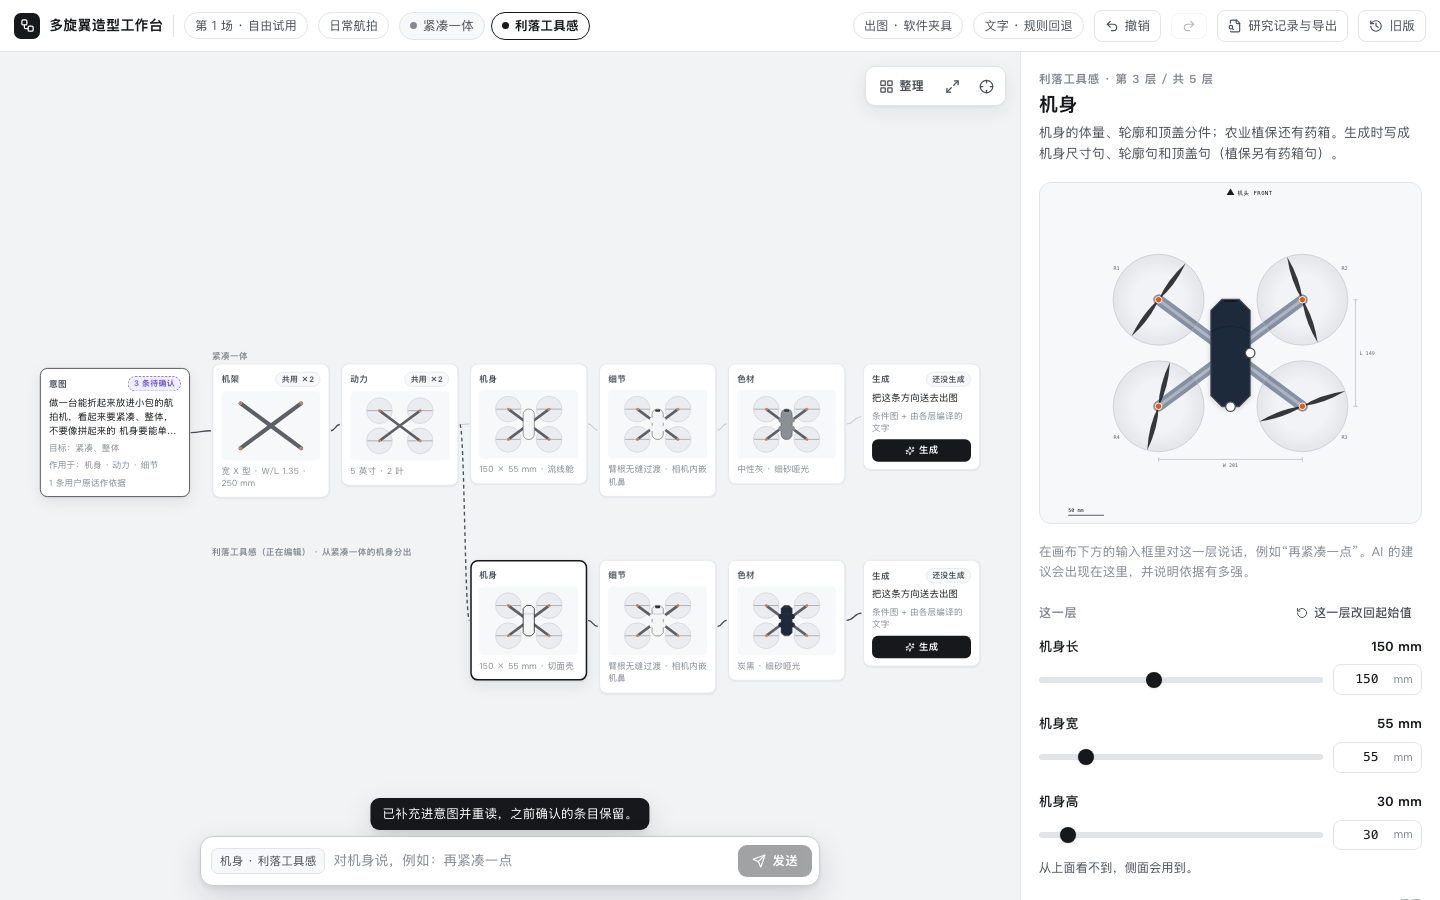 多旋翼造型工作台
第 1 场 · 自由试用
日常航拍
紧凑一体
利落工具感
出图 · 软件夹具
文字 · 规则回退
撤销
研究记录与导出
旧版
整理
紧凑一体
意图
3 条待确认
做一台能折起来放进小包的航
拍机，看起来要紧凑、整体，
不要像拼起来的 机身要能单...
目标：紧凑、整体
作用于：机身 · 动力 · 细节
1 条用户原话作依据
机架
共用 ×2
宽 X 型 · W/L 1.35 ·
250 mm
动力
共用 ×2
5 英寸 · 2 叶
机身
150 × 55 mm · 流线舱
细节
臂根无缝过渡 · 相机内嵌
机鼻
色材
中性灰 · 细砂哑光
生成
还没生成
把这条方向送去出图
条件图 + 由各层编译的
文字
生成
利落工具感（正在编辑） · 从紧凑一体的机身分出
机身
150 × 55 mm · 切面壳
细节
臂根无缝过渡 · 相机内嵌
机鼻
色材
炭黑 · 细砂哑光
生成
还没生成
把这条方向送去出图
条件图 + 由各层编译的
文字
生成
已补充进意图并重读，之前确认的条目保留。
机身 · 利落工具感
对机身说，例如：再紧凑一点
发送
利落工具感 · 第 3 层 / 共 5 层
机身
机身的体量、轮廓和顶盖分件；农业植保还有药箱。生成时写成
机身尺寸句、轮廓句和顶盖句（植保另有药箱句）。
机头 FRONT
R1
R2
L 149
R4
R3
W 201
50 mm
在画布下方的输入框里对这一层说话，例如“再紧凑一点”。AI 的建
议会出现在这里，并说明依据有多强。
这一层
这一层改回起始值
机身长
150 mm
150 mm
机身宽
55 mm
55 mm
机身高
30 mm
30 mm
从上面看不到，侧面会用到。